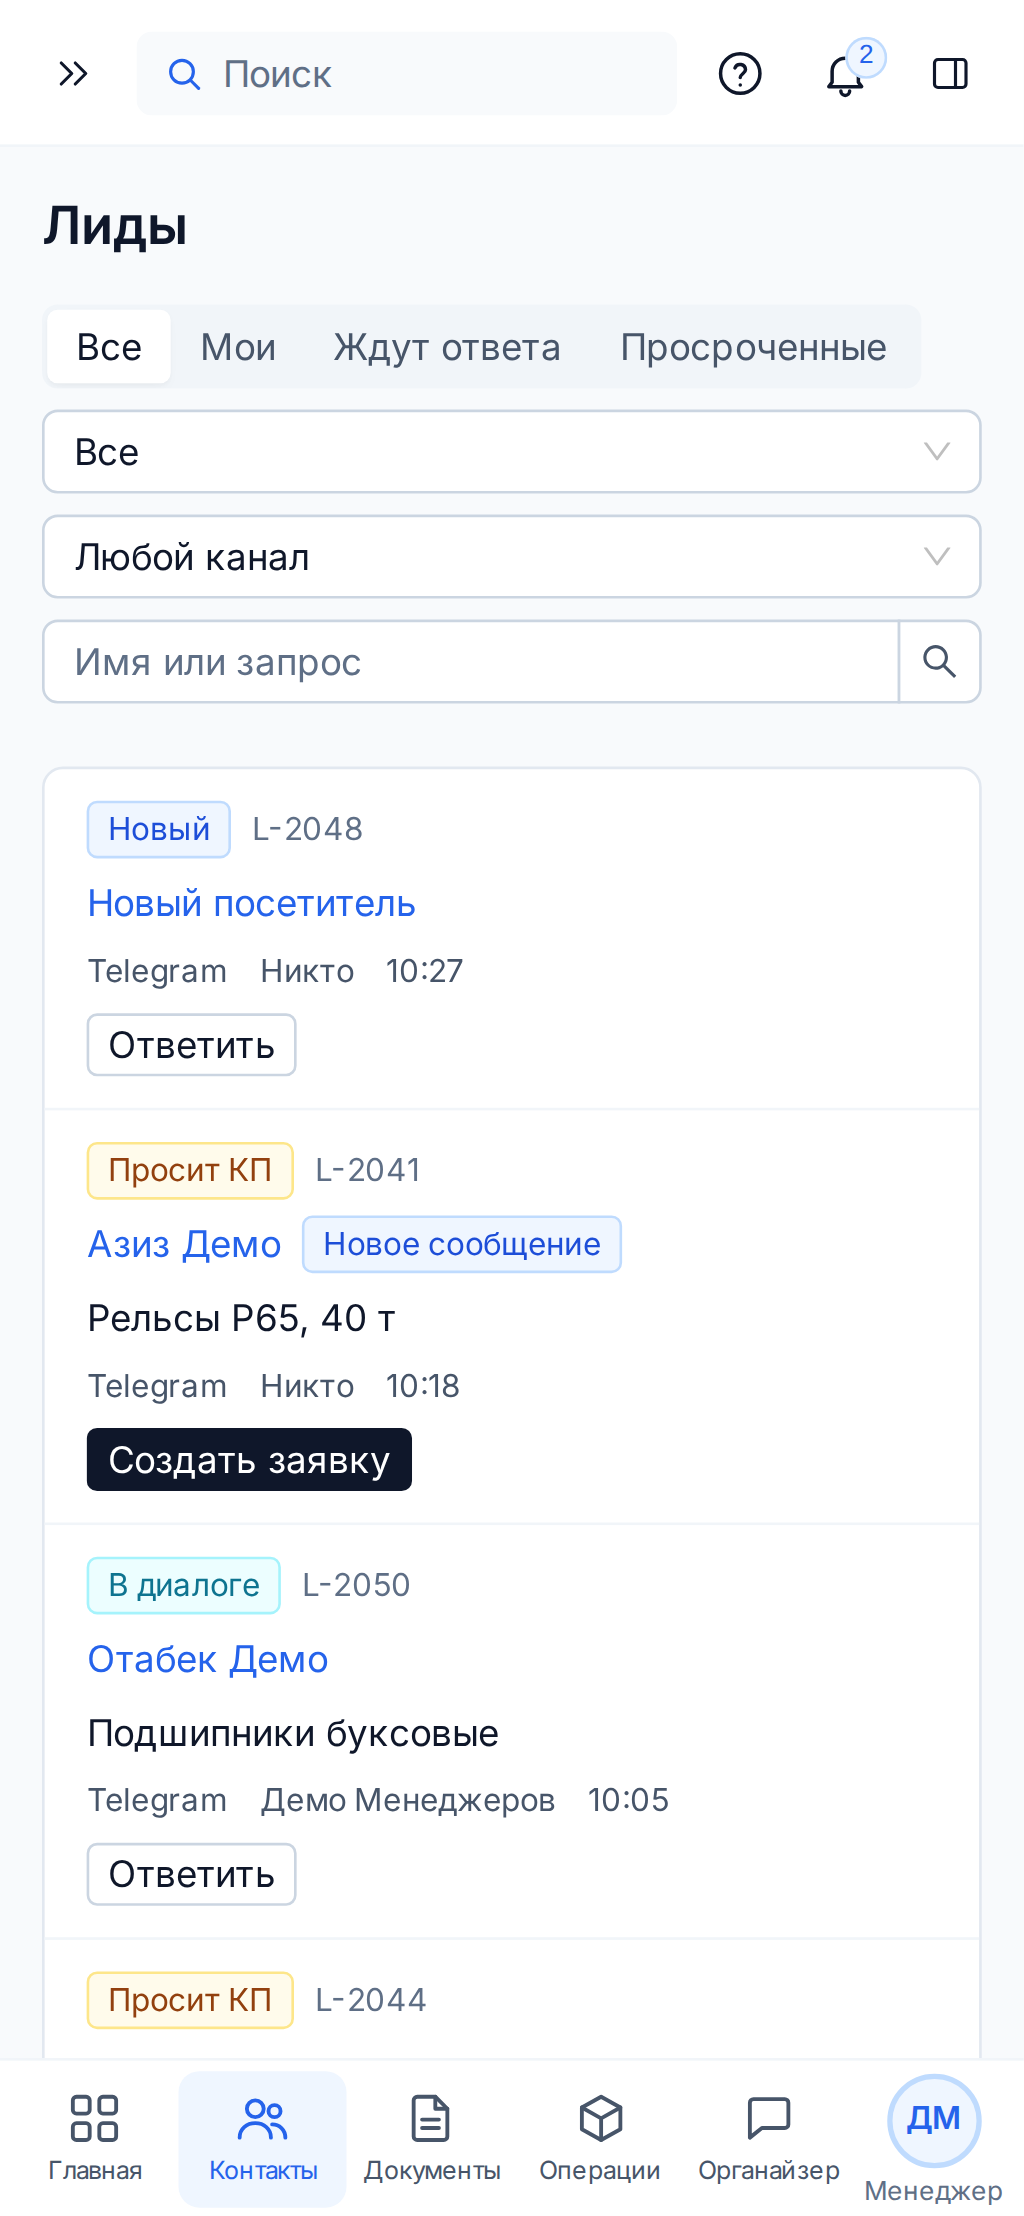 Поиск
2
Лиды
Все Мои Ждут ответа Просроченные
Все
Любой канал
Имя или запрос
Новый L-2048
Новый посетитель
Telegram Никто 10:27
Ответить
Просит КП L-2041
Азиз Демо Новое сообщение
Рельсы Р65, 40 т
Telegram Никто 10:18
Создать заявку
В диалоге L-2050
Отабек Демо
Подшипники буксовые
Telegram Демо Менеджеров 10:05
Ответить
Просит КП L-2044
ДМ
Главная Контакты Документы Операции Органайзер Менеджер